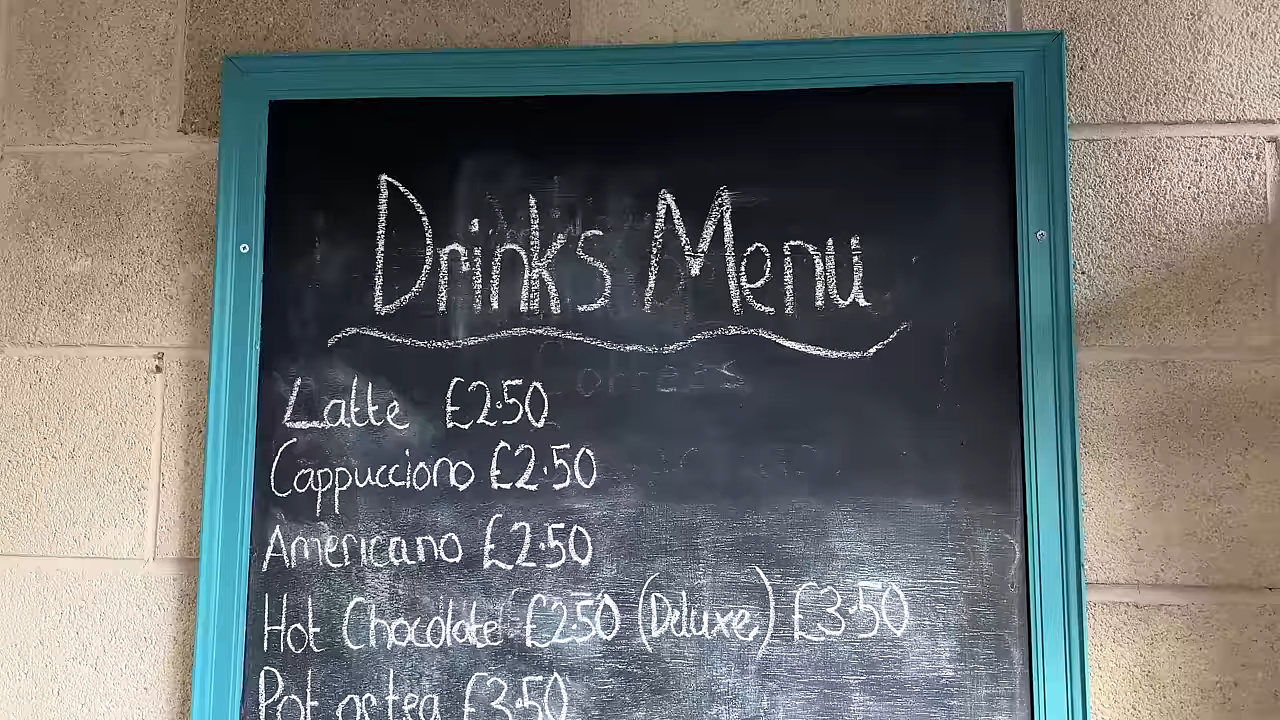 Drinks Menu
Latte £2.50
Cappucciono £2.50
Americano £2.50
Hot Chocolate £2.50 (Deluxe) £3.50
Pot of tea £3.50